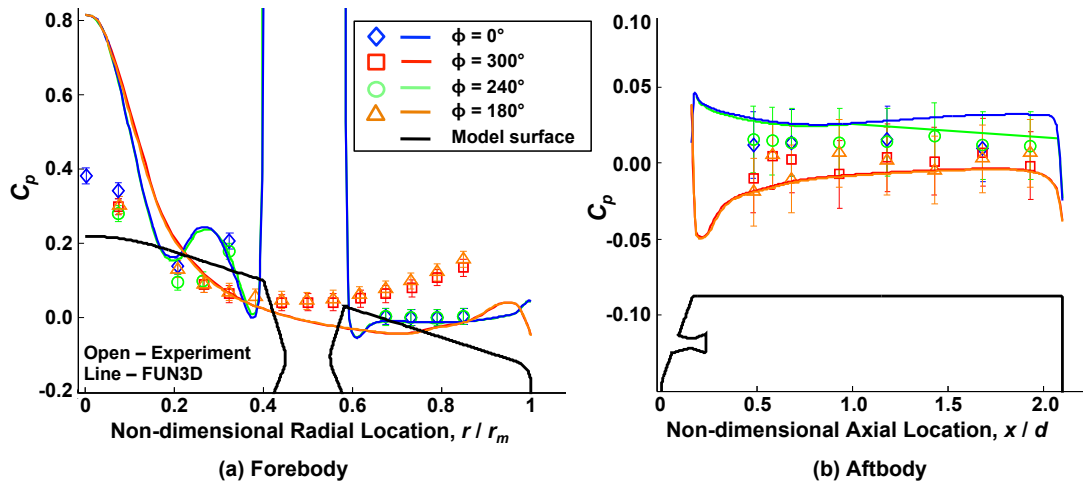 0.8
0.6
0.4
0.2
0.0
-0.2
C_p
0
0.2
0.4
0.6
0.8
1
Non-dimensional Radial Location, r / r_m
ϕ = 0°
ϕ = 300°
ϕ = 240°
ϕ = 180°
Model surface
Open – Experiment
Line – FUN3D
(a) Forebody
0.10
0.05
0.00
-0.05
-0.10
C_p
0
0.5
1.0
1.5
2.0
Non-dimensional Axial Location, x / d
(b) Aftbody